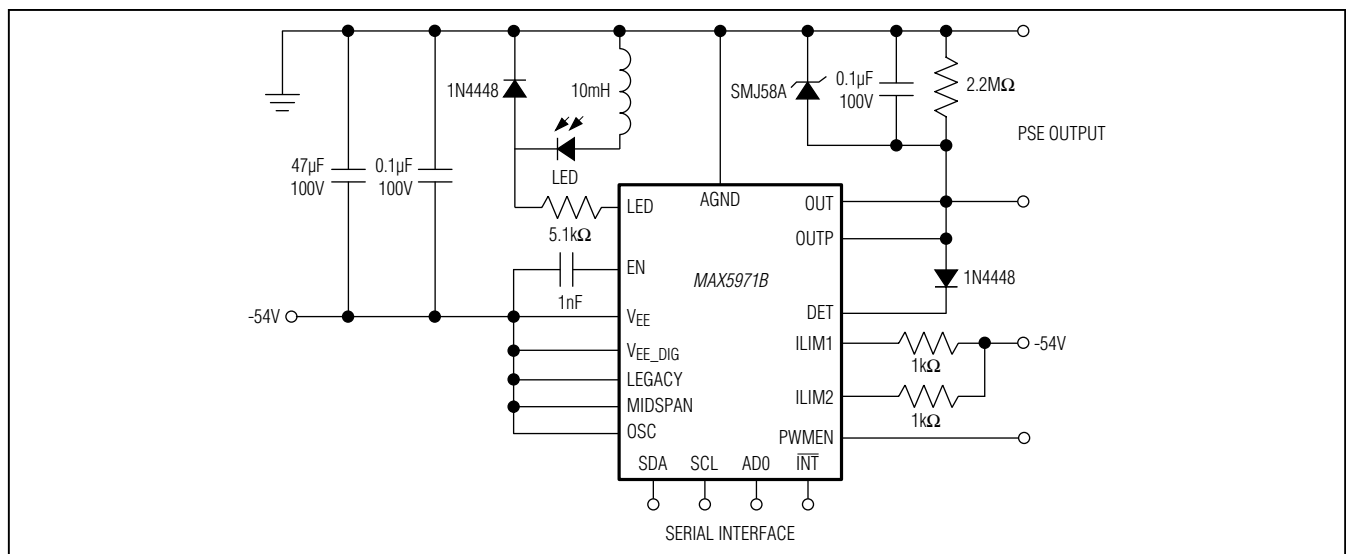 1N4448
10mH
SMJ58A
0.1µF
100V
2.2MΩ
PSE OUTPUT
47µF
100V
0.1µF
100V
LED
5.1kΩ
LED
AGND
OUT
OUTP
EN
1nF
MAX5971B
1N4448
-54V
VEE
DET
VEE_DIG
ILIM1
1kΩ
-54V
LEGACY
MIDSPAN
ILIM2
1kΩ
OSC
PWMEN
SDA SCL AD0 INT
SERIAL INTERFACE